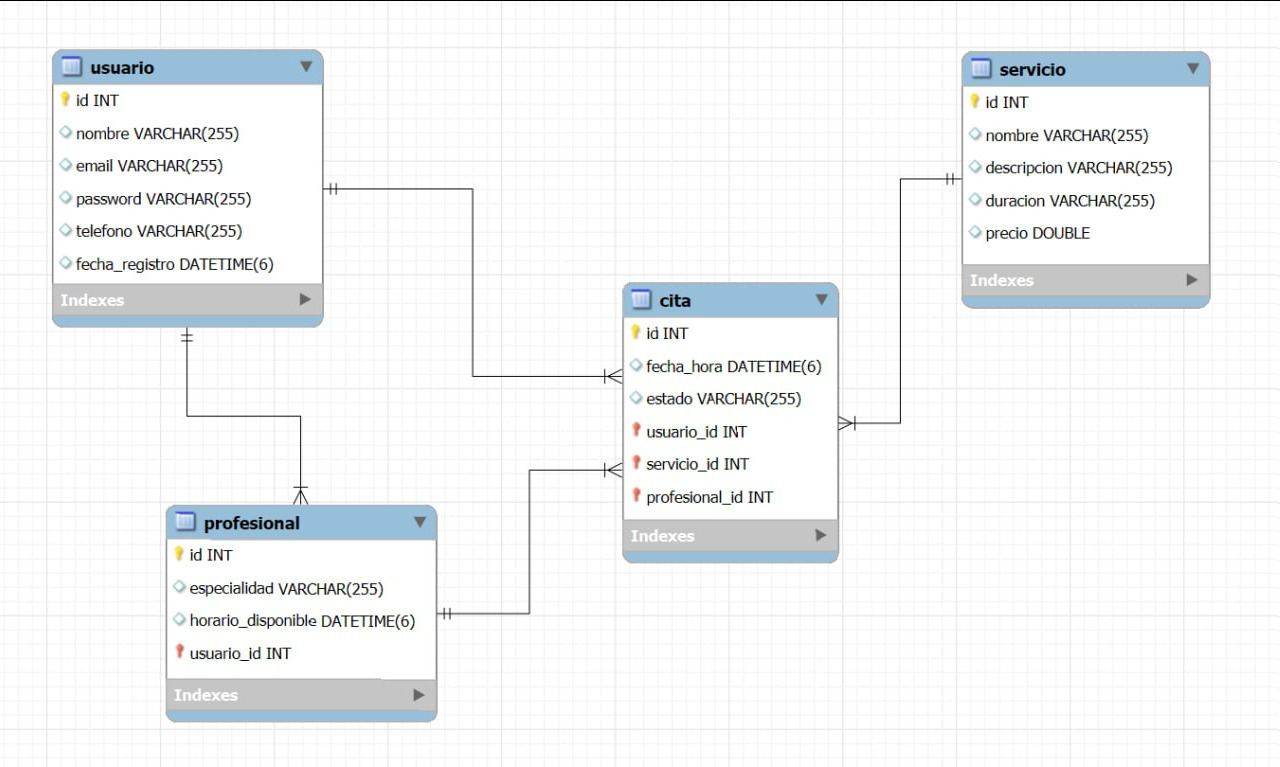 usuario
id INT
nombre VARCHAR(255)
email VARCHAR(255)
password VARCHAR(255)
telefono VARCHAR(255)
fecha_registro DATETIME(6)
Indexes
servicio
id INT
nombre VARCHAR(255)
descripcion VARCHAR(255)
duracion VARCHAR(255)
precio DOUBLE
Indexes
cita
id INT
fecha_hora DATETIME(6)
estado VARCHAR(255)
usuario_id INT
servicio_id INT
profesional_id INT
Indexes
profesional
id INT
especialidad VARCHAR(255)
horario_disponible DATETIME(6)
usuario_id INT
Indexes